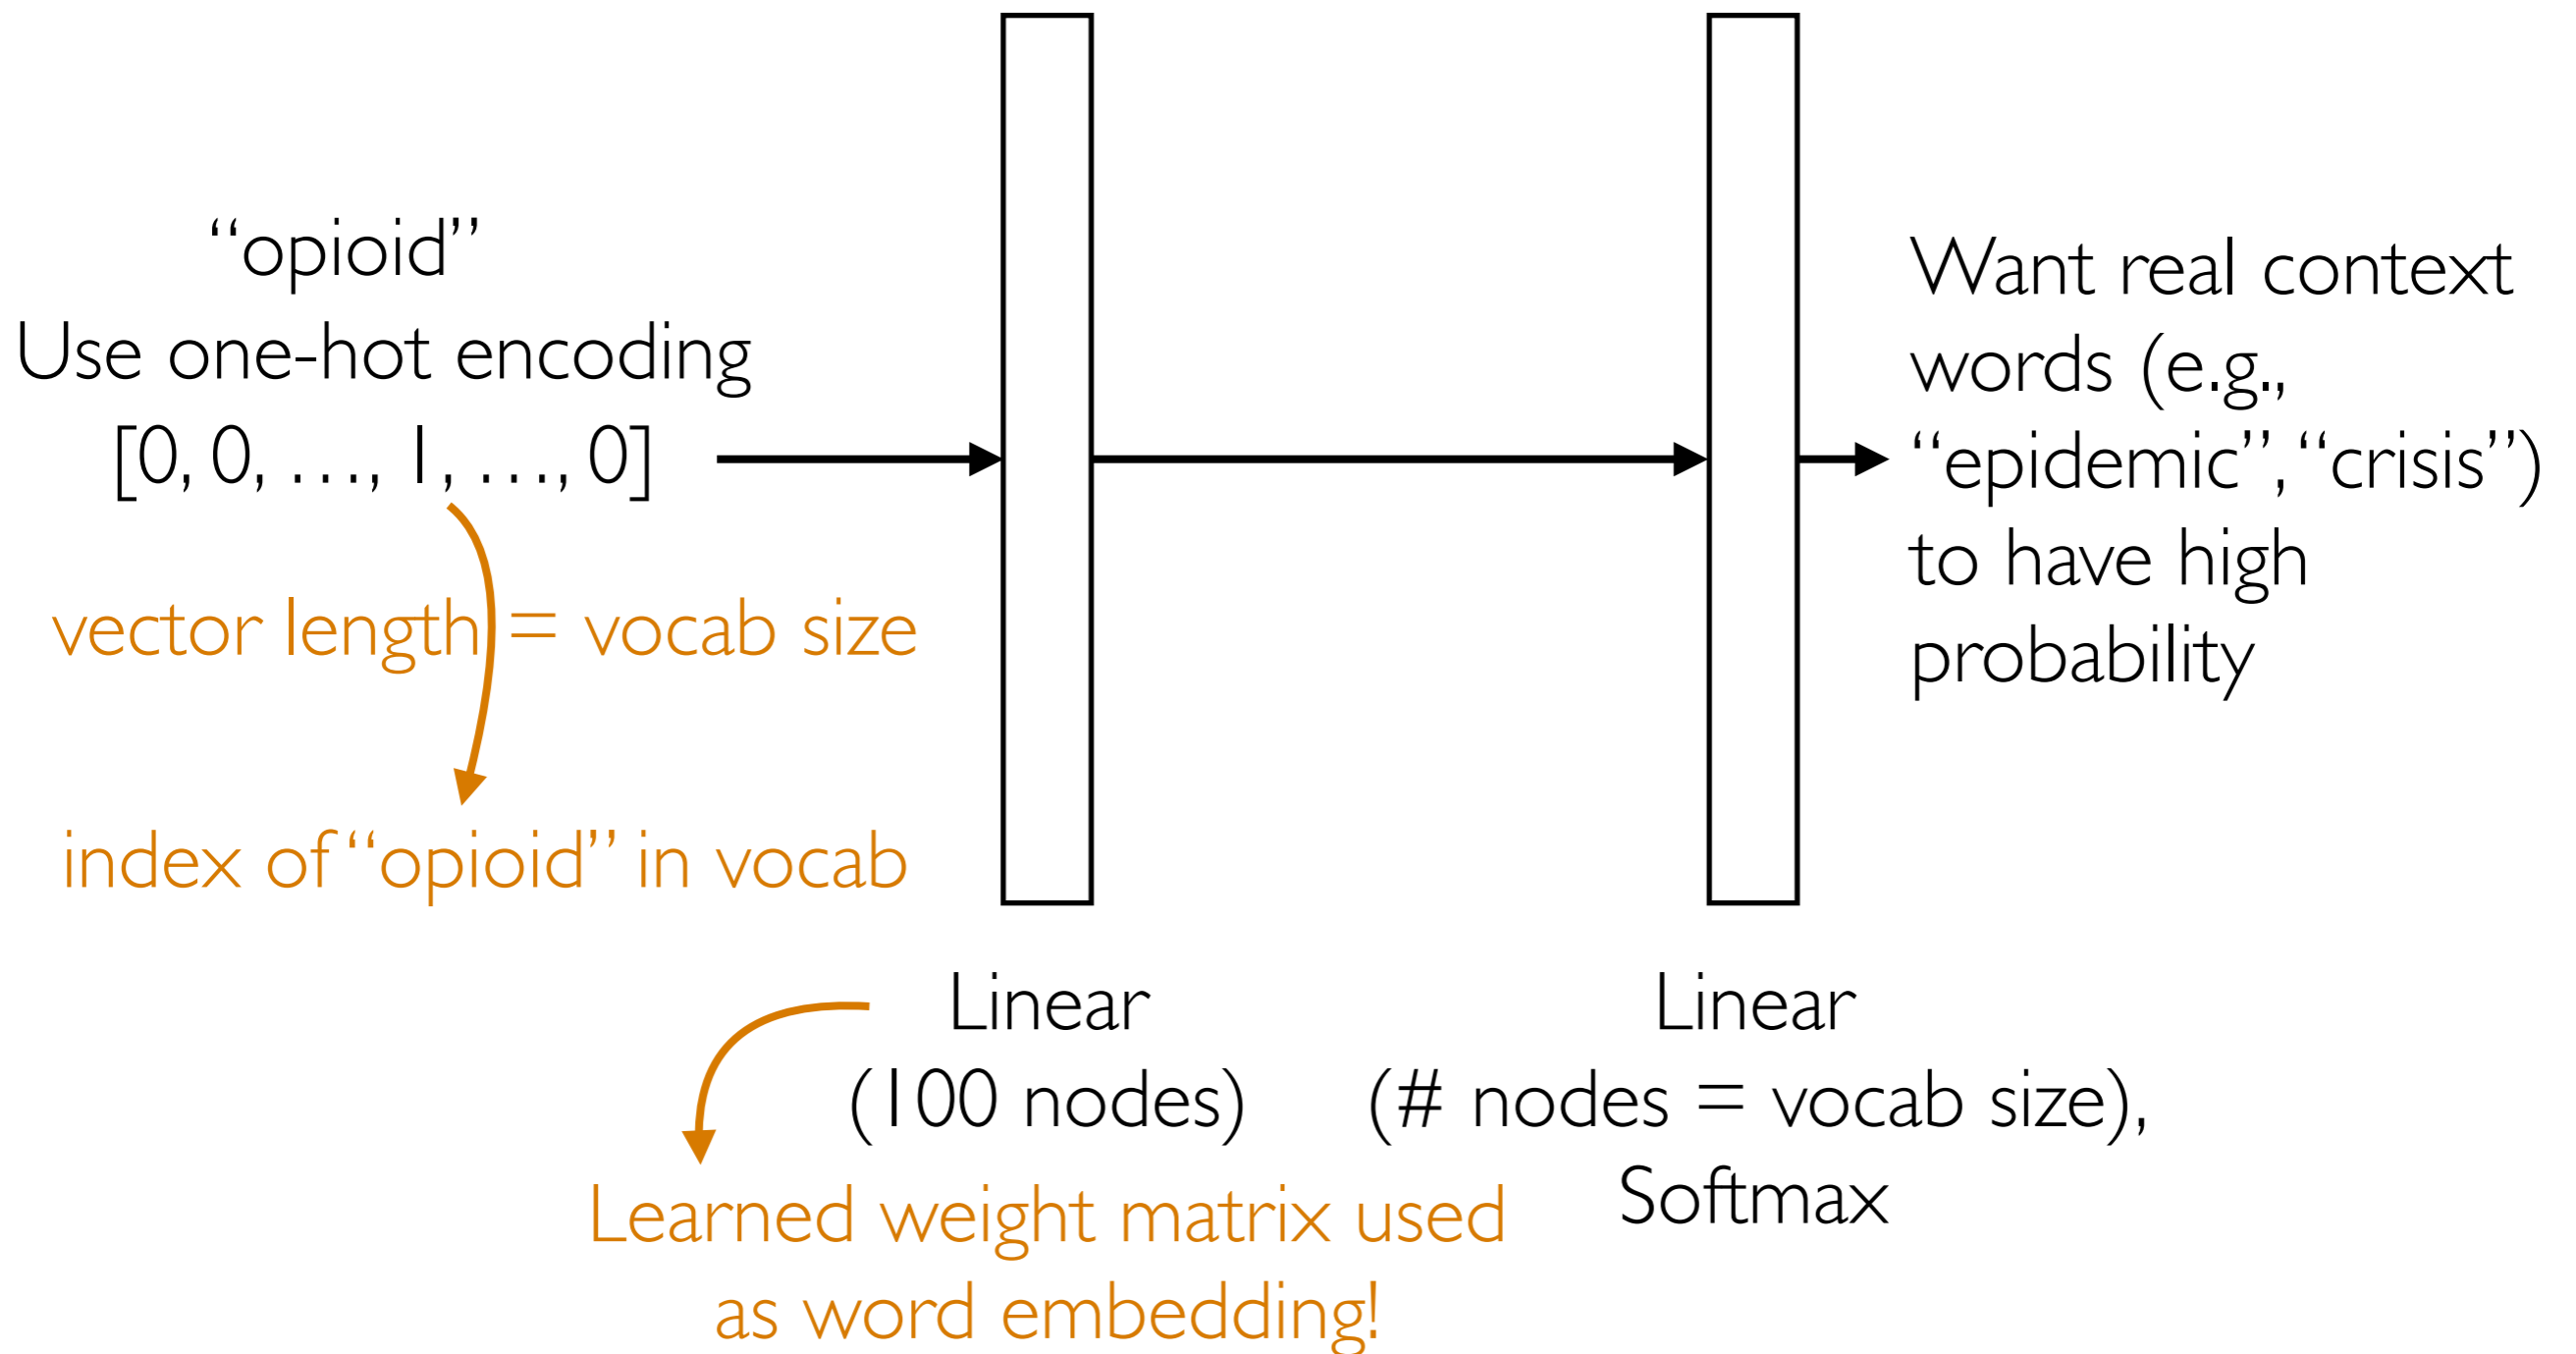 “opioid”
Use one-hot encoding
[0, 0, …, 1, …, 0]
vector length = vocab size
index of “opioid” in vocab
Want real context
words (e.g.,
“epidemic”, “crisis”)
to have high
probability
Linear
(100 nodes)
Learned weight matrix used
as word embedding!
Linear
(# nodes = vocab size),
Softmax